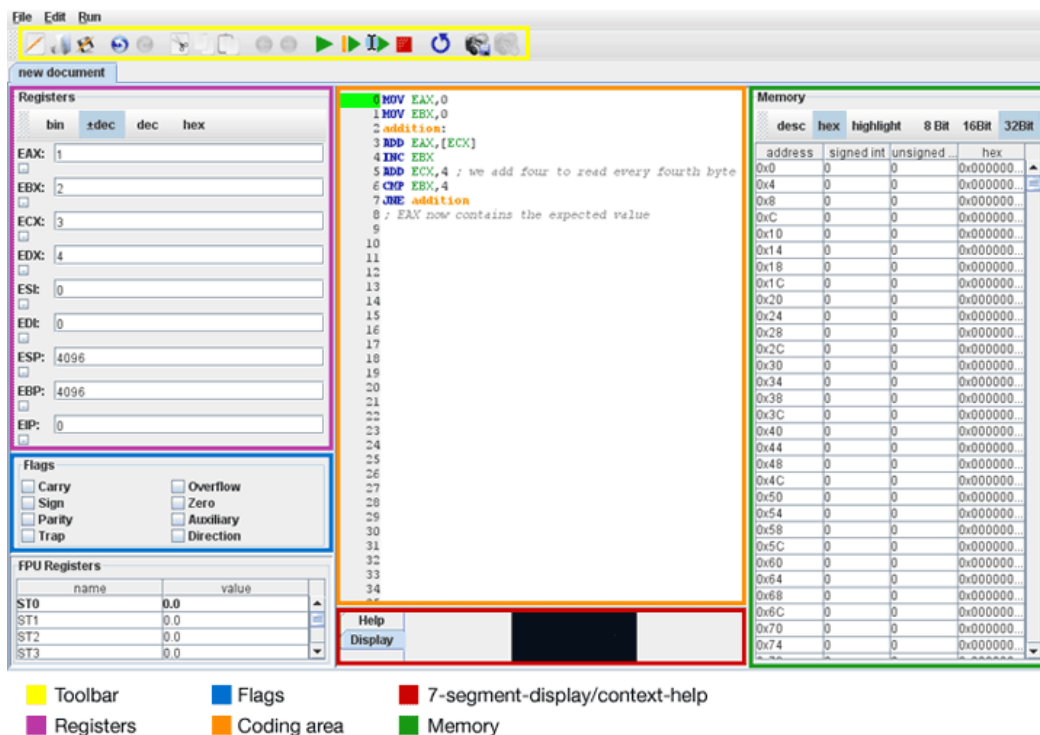 File Edit Run
new document
Registers
bin ±dec dec hex
EAX: 1
EBX: 2
ECX: 3
EDX: 4
ESI: 0
EDI: 0
ESP: 4096
EBP: 4096
EIP: 0
Flags
Carry Overflow
Sign Zero
Parity Auxiliary
Trap Direction
FPU Registers
name value
ST0 0.0
ST1 0.0
ST2 0.0
ST3 0.0
0 MOV EAX,0
1 MOV EBX,0
2 addition:
3 ADD EAX,[ECX]
4 INC EBX
5 ADD ECX,4 ; we add four to read every fourth byte
6 CMP EBX,4
7 JNE addition
8 ; EAX now contains the expected value
9
10
11
12
13
14
15
16
17
18
19
20
21
22
23
24
25
26
27
28
29
30
31
32
33
34
Help
Display
Memory
desc hex highlight 8 Bit 16Bit 32Bit
address signed int unsigned ... hex
0x0 0 0 0x000000...
0x4 0 0 0x000000...
0x8 0 0 0x000000...
0xC 0 0 0x000000...
0x10 0 0 0x000000...
0x14 0 0 0x000000...
0x18 0 0 0x000000...
0x1C 0 0 0x000000...
0x20 0 0 0x000000...
0x24 0 0 0x000000...
0x28 0 0 0x000000...
0x2C 0 0 0x000000...
0x30 0 0 0x000000...
0x34 0 0 0x000000...
0x38 0 0 0x000000...
0x3C 0 0 0x000000...
0x40 0 0 0x000000...
0x44 0 0 0x000000...
0x48 0 0 0x000000...
0x4C 0 0 0x000000...
0x50 0 0 0x000000...
0x54 0 0 0x000000...
0x58 0 0 0x000000...
0x5C 0 0 0x000000...
0x60 0 0 0x000000...
0x64 0 0 0x000000...
0x68 0 0 0x000000...
0x6C 0 0 0x000000...
0x70 0 0 0x000000...
0x74 0 0 0x000000...
Toolbar Flags 7-segment-display/context-help
Registers Coding area Memory